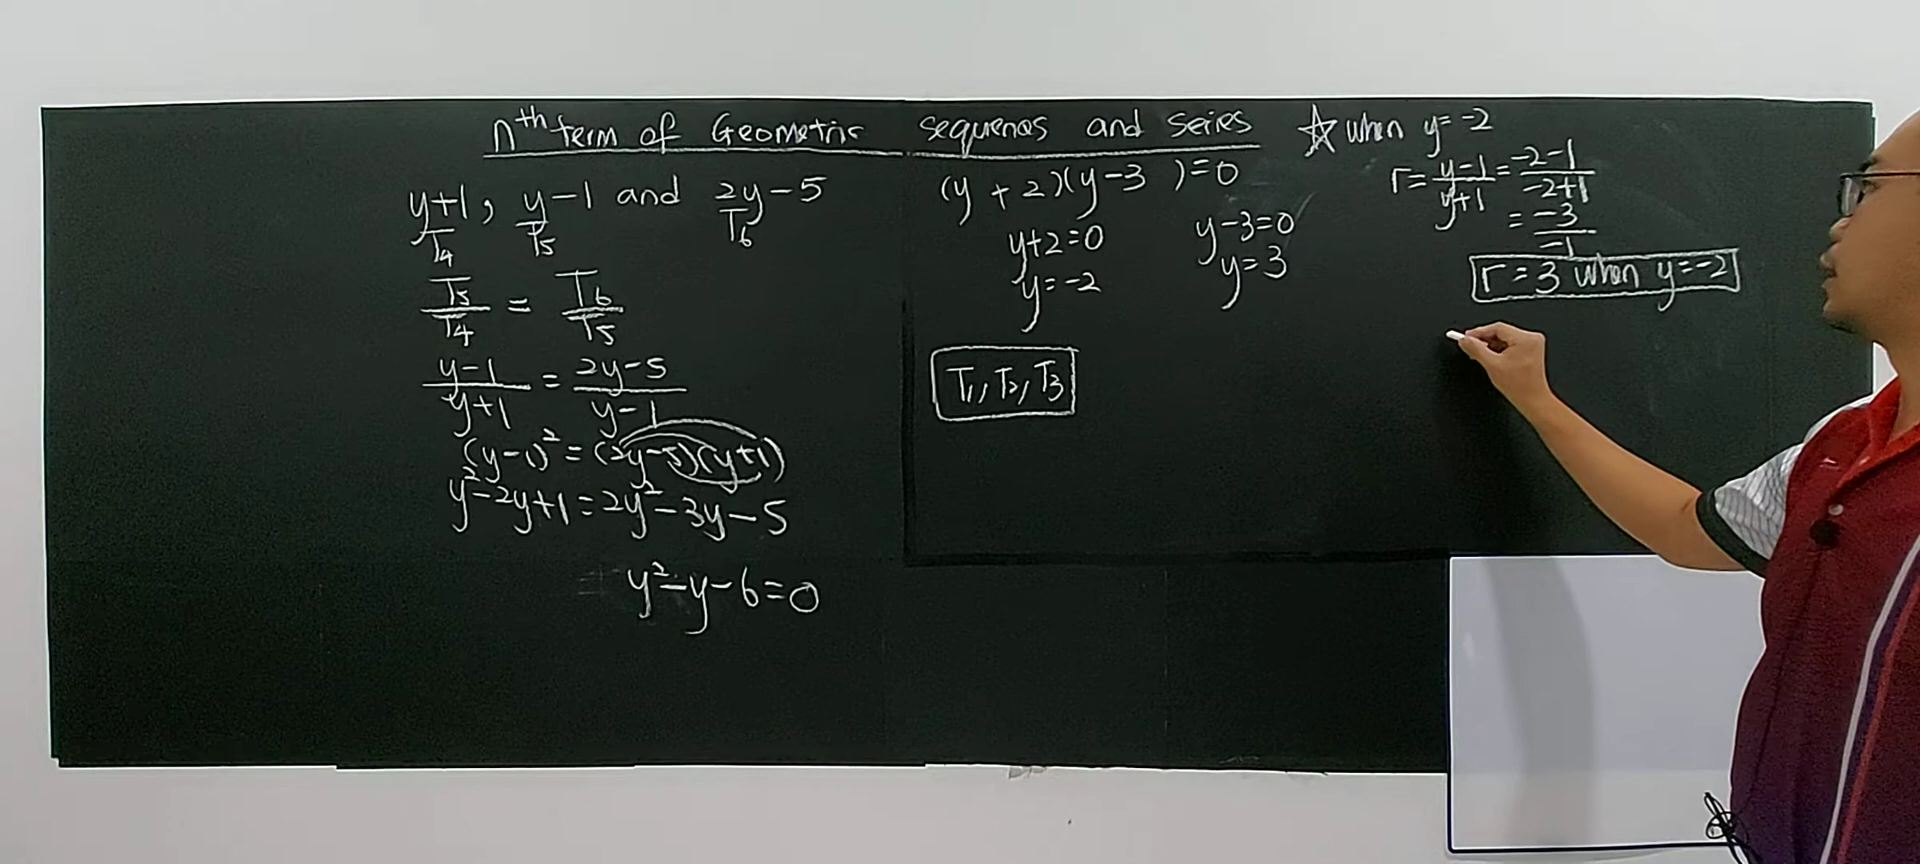 nth term of Geometric sequences and series
y+1, y-1 and 2y-5
T4 T5 T6
T5/T4 = T6/T5
y-1/y+1 = 2y-5/y-1
(y-1)² = (2y-5)(y+1)
y²-2y+1=2y²-3y-5
y²-y-6=0
(y+2)(y-3)=0
y+2=0 y-3=0
y=-2 y=3
T1, T2, T3
☆ when y=-2
r= y-1/y+1 = -2-1/-2+1
= -3/-1
r=3 when y=-2